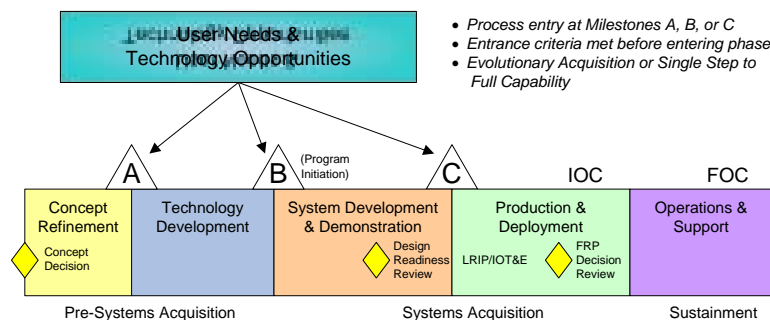 User Needs &
Technology Opportunities
• Process entry at Milestones A, B, or C
• Entrance criteria met before entering phase
• Evolutionary Acquisition or Single Step to
Full Capability
A
B
(Program
Initiation)
C
IOC
FOC
Concept
Refinement
Technology
Development
System Development
& Demonstration
Production &
Deployment
Operations &
Support
Concept
Decision
Design
Readiness
Review
LRIP/IOT&E
FRP
Decision
Review
Pre-Systems Acquisition
Systems Acquisition
Sustainment